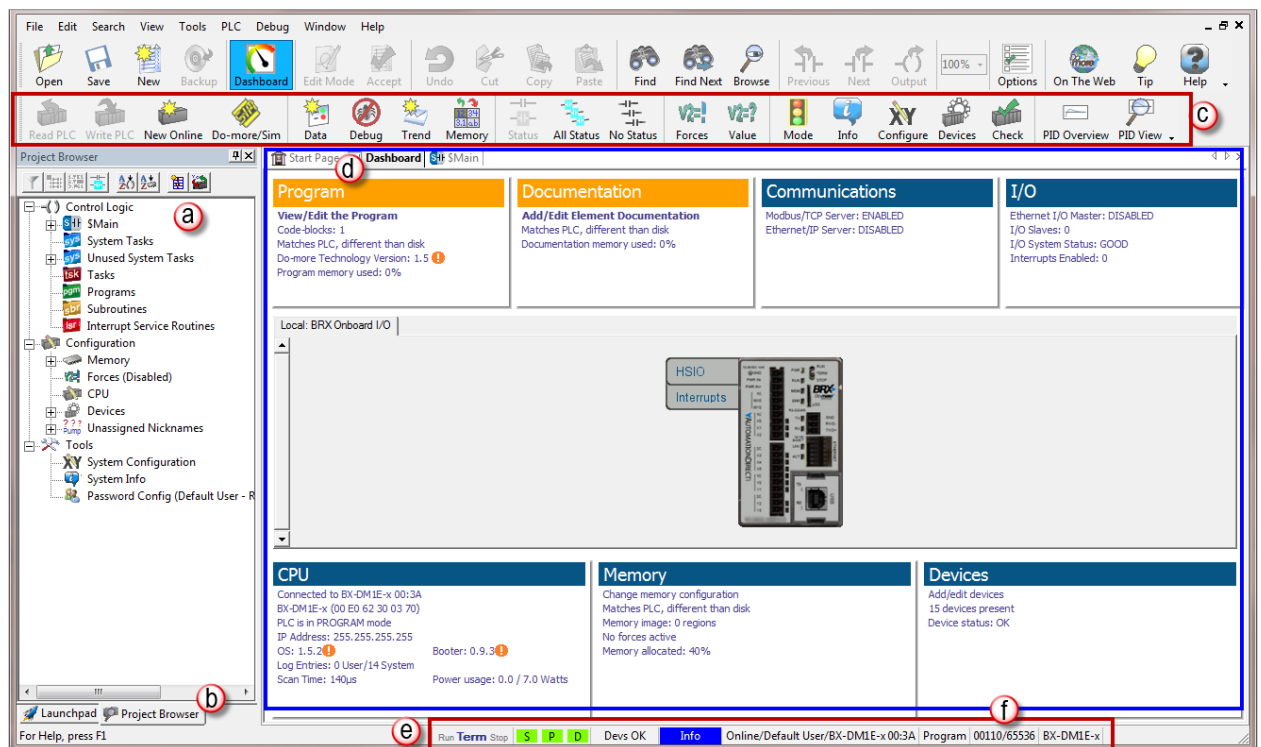 File Edit Search View Tools PLC Debug Window Help
Open Save New Backup Dashboard Edit Mode Accept Undo Cut Copy Paste Find Find Next Browse Previous Next Output 100% Options On The Web Tip Help
Read PLC Write PLC New Online Do-more/Sim Data Debug Trend Memory Status All Status No Status Forces Value Mode Info Configure Devices Check PID Overview PID View
c
Project Browser
Start Page Dashboard $Main
d
a
Control Logic
$Main
System Tasks
Unused System Tasks
Tasks
Programs
Subroutines
Interrupt Service Routines
Configuration
Memory
Forces (Disabled)
CPU
Devices
Unassigned Nicknames
Tools
System Configuration
System Info
Password Config (Default User - R
b
Launchpad Project Browser
Program
View/Edit the Program
Code-blocks: 1
Matches PLC, different than disk
Do-more Technology Version: 1.5
Program memory used: 0%
Documentation
Add/Edit Element Documentation
Matches PLC, different than disk
Documentation memory used: 0%
Communications
Modbus/TCP Server: ENABLED
Ethernet/IP Server: DISABLED
I/O
Ethernet I/O Master: DISABLED
I/O Slaves: 0
I/O System Status: GOOD
Interrupts Enabled: 0
Local: BRX Onboard I/O
HSIO
Interrupts
BRX
AUTOMATIONDIRECT
CPU
Connected to BX-DM1E-x 00:3A
BX-DM1E-x (00 E0 62 30 03 70)
PLC is in PROGRAM mode
IP Address: 255.255.255.255
OS: 1.5.2 Booter: 0.9.3
Log Entries: 0 User/14 System
Scan Time: 140µs Power usage: 0.0 / 7.0 Watts
Memory
Change memory configuration
Matches PLC, different than disk
Memory image: 0 regions
No forces active
Memory allocated: 40%
Devices
Add/edit devices
15 devices present
Device status: OK
f
e
For Help, press F1
Run Term Stop S P D Devs OK Info Online/Default User/BX-DM1E-x 00:3A Program 00110/65536 BX-DM1E-x